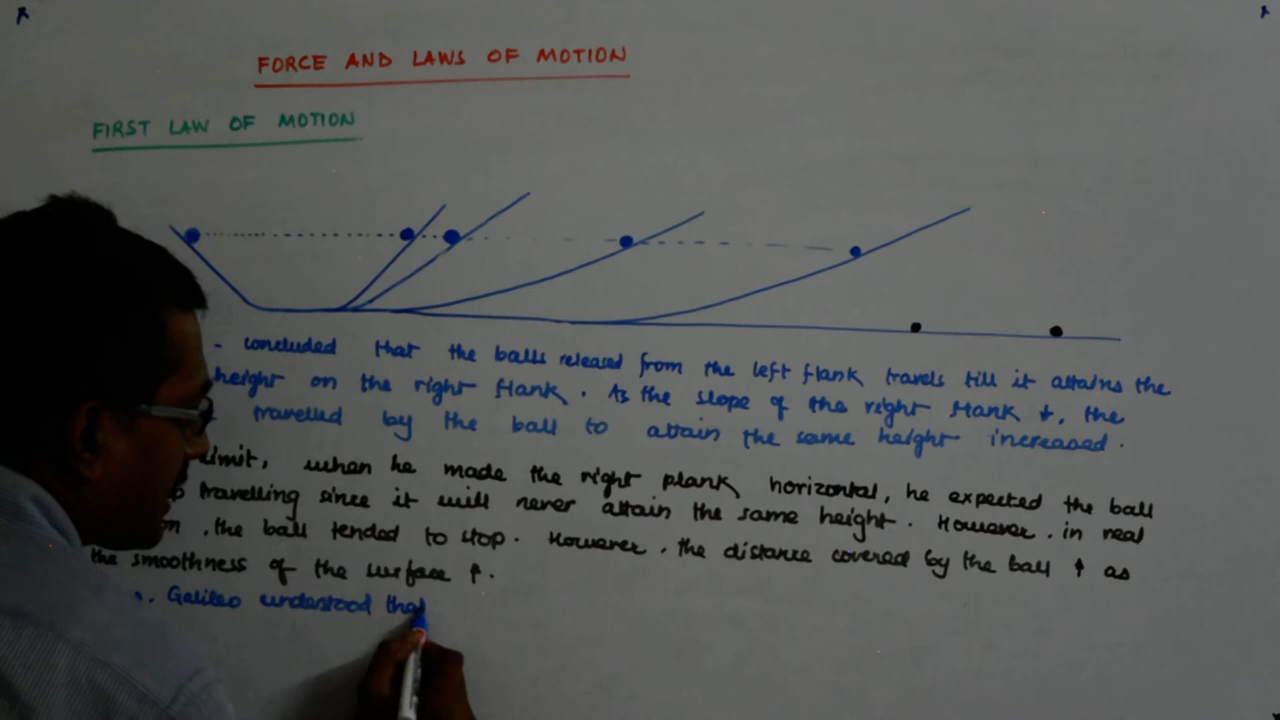 FORCE AND LAWS OF MOTION
FIRST LAW OF MOTION
- concluded that the balls released from the left flank travels till it attains the
height on the right flank. As the slope of the right flank ↓, the
travelled by the ball to attain the same height increased.
limit, when he made the right plank horizontal, he expected the ball
travelling since it will never attain the same height. However, in real
, the ball tended to stop. However, the distance covered by the ball ↑ as
the smoothness of the surface ↑.
∴ Galileo understood that